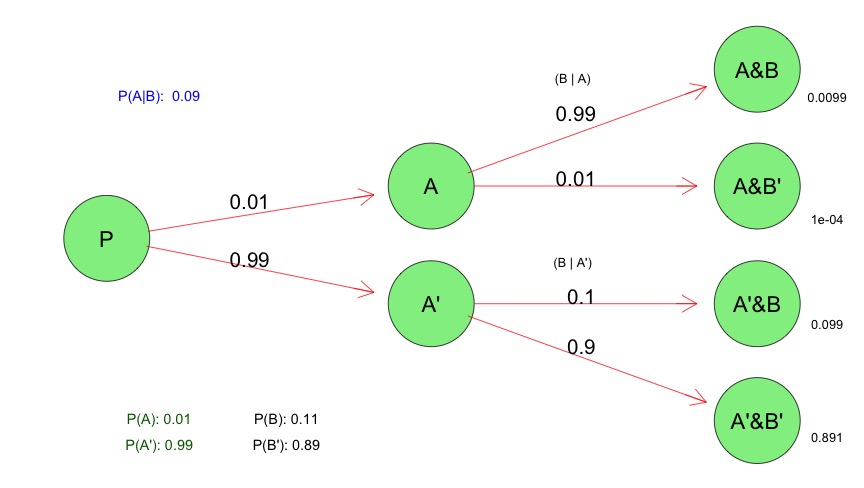 A&B
(B | A)
P(A|B):  0.09
0.0099
0.99
A
0.01
A&B'
0.01
1e-04
P
0.99
(B | A')
A'
0.1
A'&B
0.099
0.9
P(A): 0.01
P(B): 0.11
A'&B'
P(A'): 0.99
P(B'): 0.89
0.891